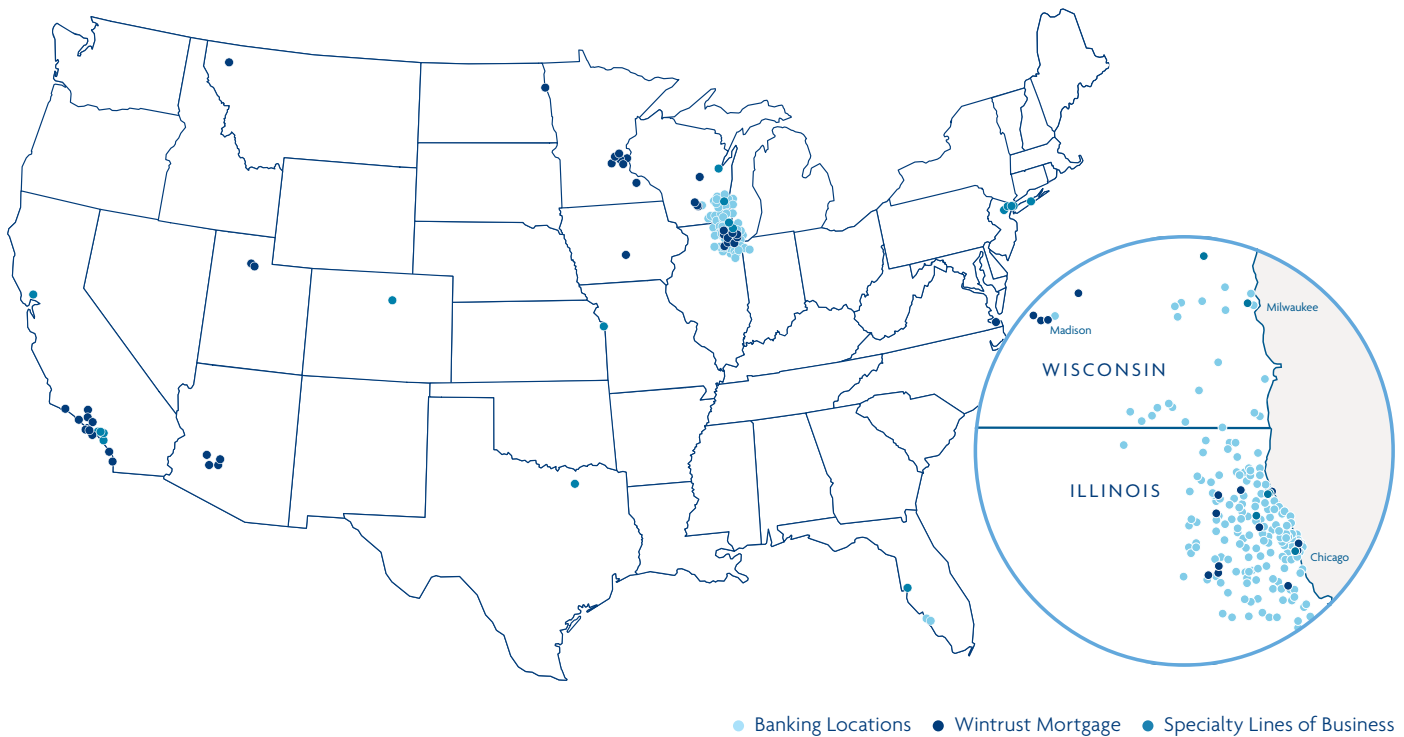 Milwaukee
Madison
WISCONSIN
ILLINOIS
Chicago
Banking Locations Wintrust Mortgage Specialty Lines of Business